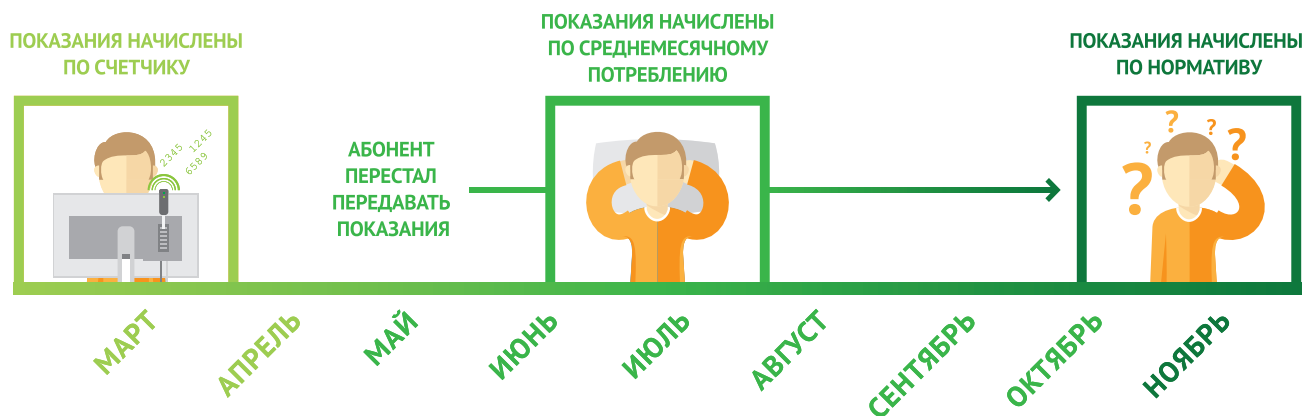 ПОКАЗАНИЯ НАЧИСЛЕНЫ
ПО СЧЕТЧИКУ
2345 1245
6589
АБОНЕНТ
ПЕРЕСТАЛ
ПЕРЕДАВАТЬ
ПОКАЗАНИЯ
ПОКАЗАНИЯ НАЧИСЛЕНЫ
ПО СРЕДНЕМЕСЯЧНОМУ
ПОТРЕБЛЕНИЮ
ПОКАЗАНИЯ НАЧИСЛЕНЫ
ПО НОРМАТИВУ
? ? ? ? ?
МАРТ
АПРЕЛЬ
МАЙ
ИЮНЬ
ИЮЛЬ
АВГУСТ
СЕНТЯБРЬ
ОКТЯБРЬ
НОЯБРЬ